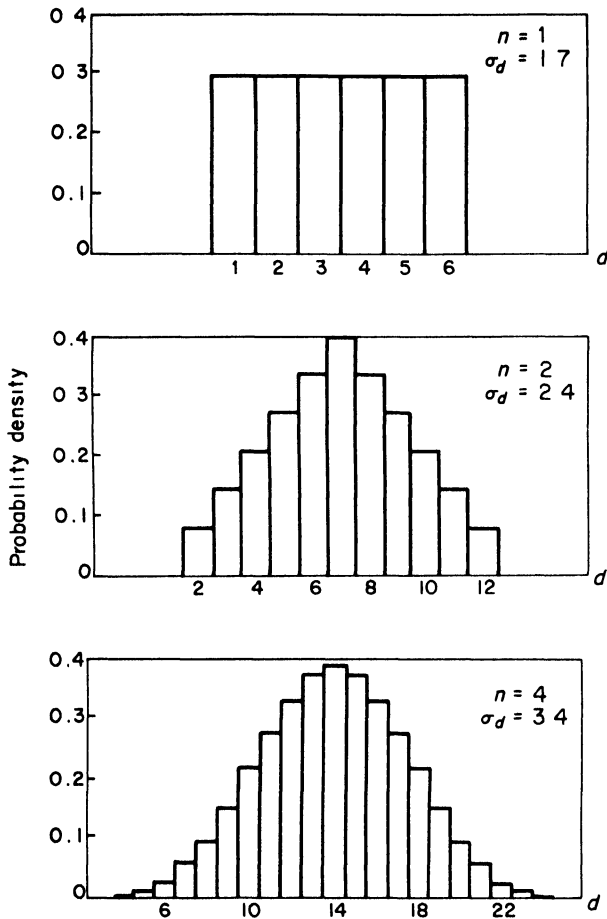 Probability density
0 4
0.3
0.2
0.1
0
n = 1
σd = 1 7
1 2 3 4 5 6 d
0.4
0.3
0.2
0.1
0
n = 2
σd = 2 4
2 4 6 8 10 12 d
0.4
0.3
0.2
0.1
0
n = 4
σd = 3 4
6 10 14 18 22 d